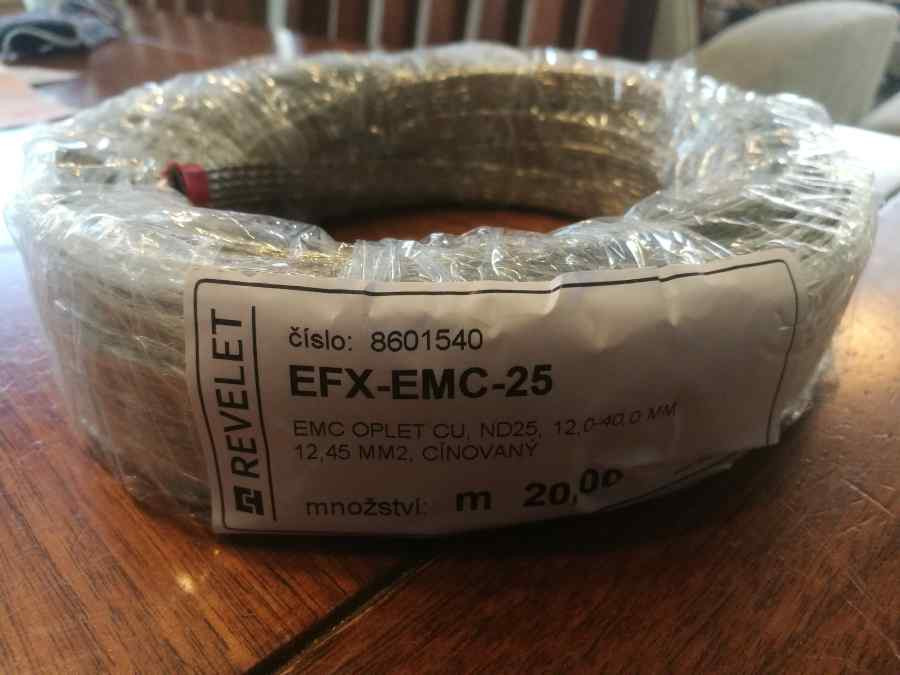 REVELET
číslo: 8601540
EFX-EMC-25
EMC OPLET CU, ND25, 12,0-40,0 MM
12,45 MM2, CÍNOVANÝ
množství: m 20,00